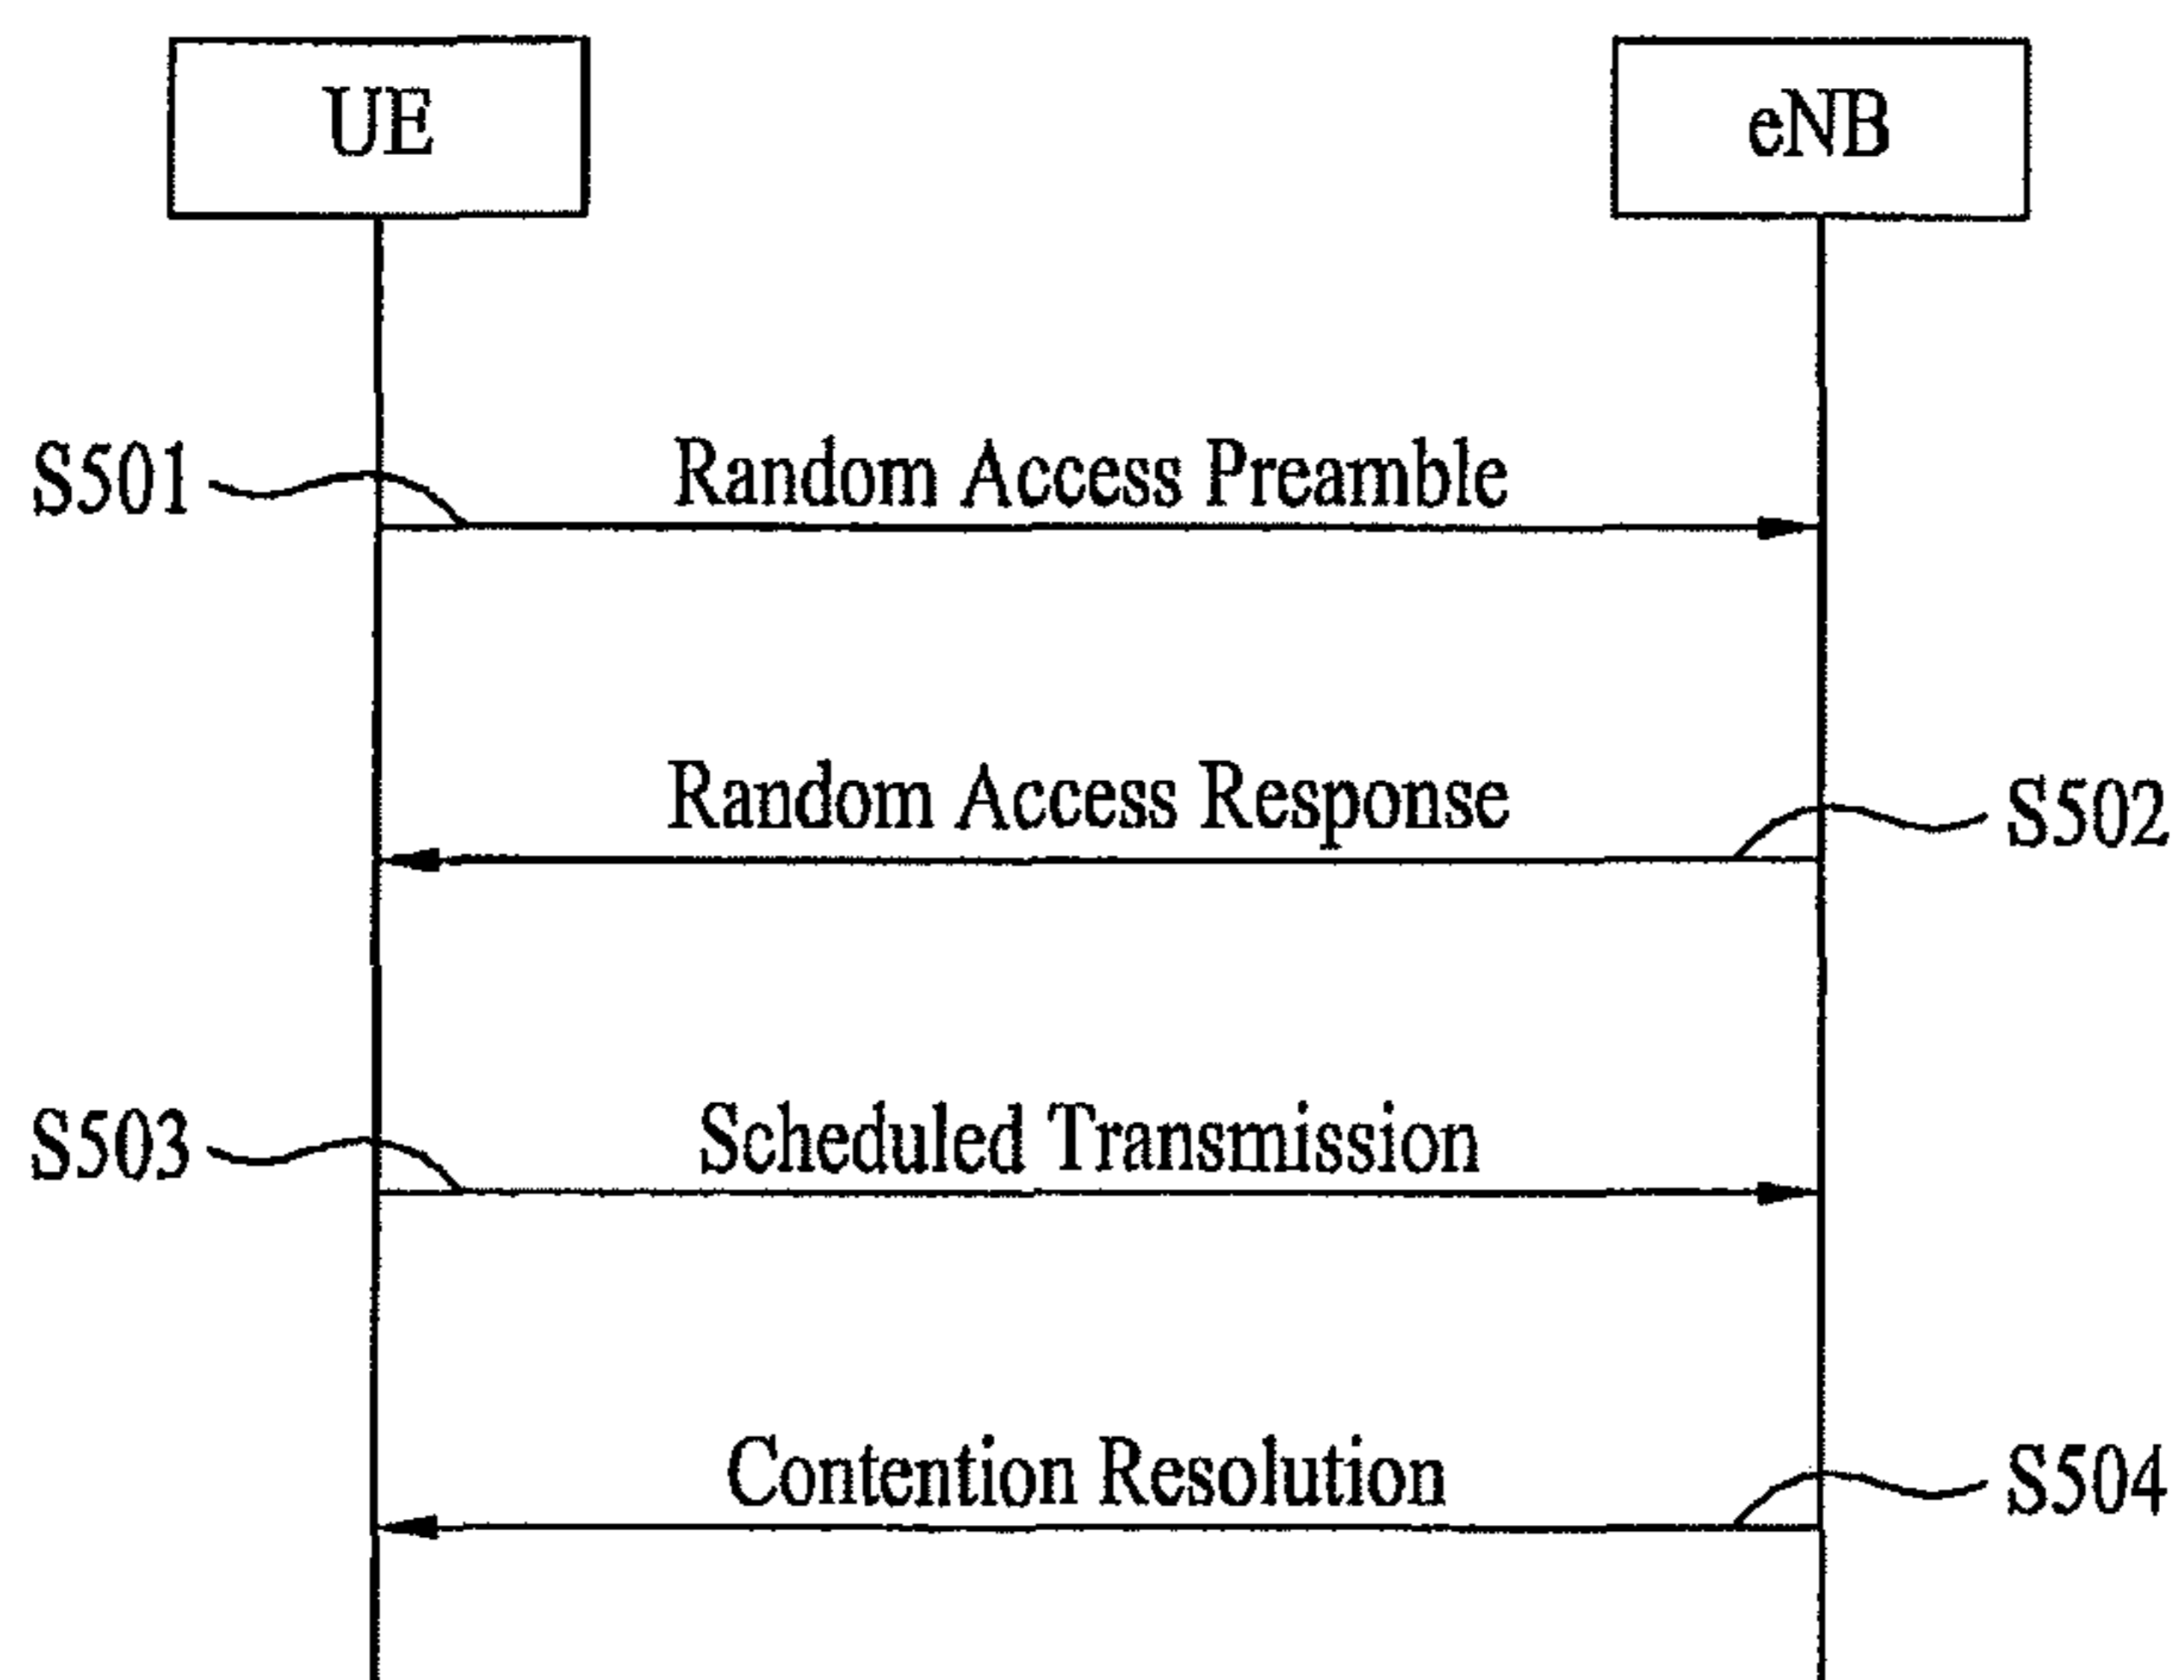 UE
eNB
S501
Random Access Preamble
Random Access Response
S502
S503
Scheduled Transmission
Contention Resolution
S504